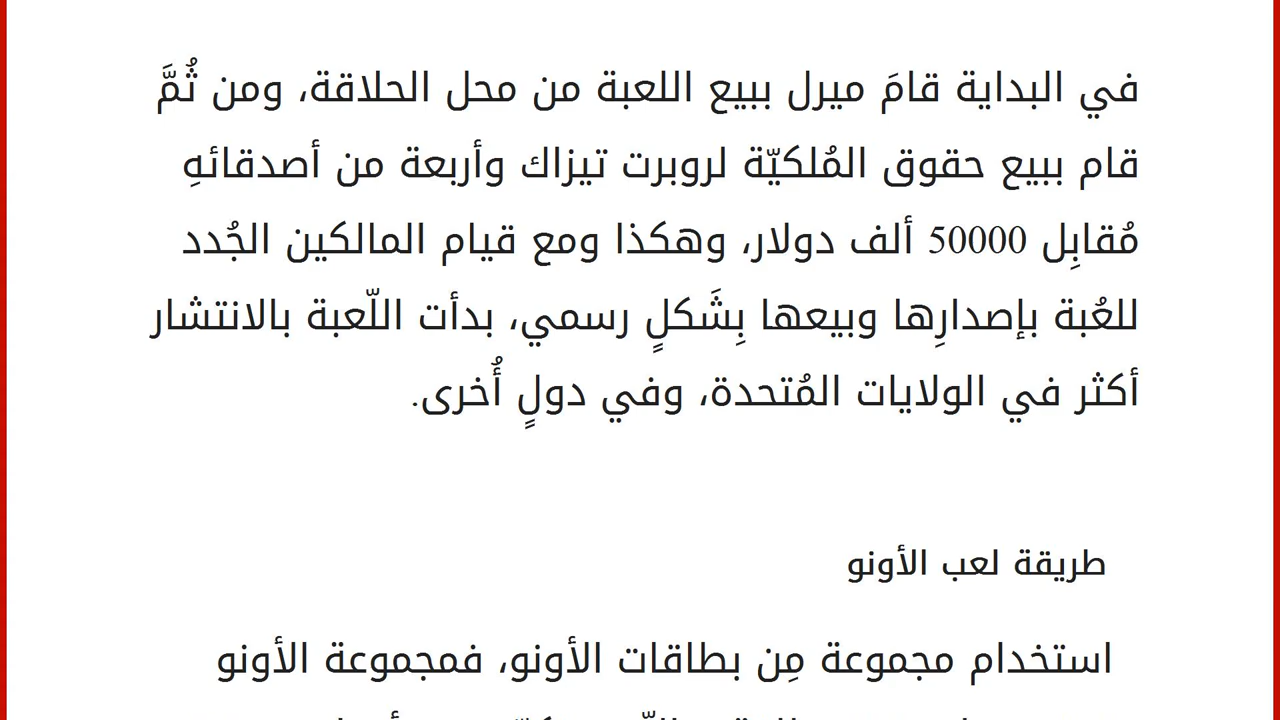 في البداية قامَ ميرل ببيع اللعبة من محل الحلاقة، ومن ثُمَّ
قام ببيع حقوق المُلكيّة لروبرت تيزاك وأربعة من أصدقائهِ
مُقابِل 50000 ألف دولار، وهكذا ومع قيام المالكين الجُدد
للعُبة بإصدارِها وبيعها بِشَكلٍ رسمي، بدأت اللّعبة بالانتشار
أكثر في الولايات المُتحدة، وفي دولٍ أُخرى.
طريقة لعب الأونو
استخدام مجموعة مِن بطاقات الأونو، فمجموعة الأونو